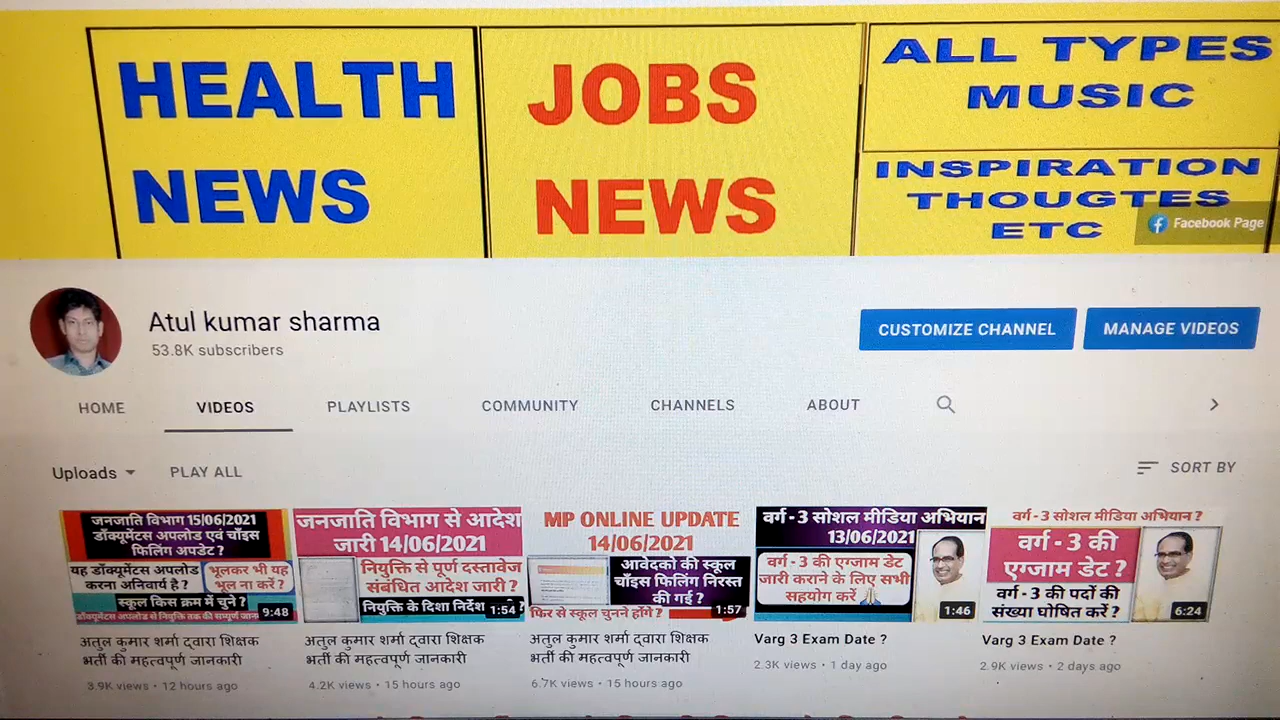 HEALTH
NEWS
JOBS
NEWS
ALL TYPES
MUSIC
INSPIRATION
THOUGTES
ETC
Facebook Page
Atul kumar sharma
53.8K subscribers
CUSTOMIZE CHANNEL
MANAGE VIDEOS
HOME
VIDEOS
PLAYLISTS
COMMUNITY
CHANNELS
ABOUT
Uploads
PLAY ALL
SORT BY
जनजाति विभाग 15/06/2021
डॉक्यूमेंटस अपलोड एवं चॉइस
फिलिंग अपडेट ?
यह डॉक्यूमेंटस अपलोड
करना अनिवार्य है ?
भूलकर भी यह
भूल ना करें ?
स्कूल किस क्रम में चुने ?
डॉक्यूमेंटस अपलोड से नियुक्ति तक की सम्पूर्ण
9:48
अतुल कुमार शर्मा द्वारा शिक्षक
भर्ती की महत्वपूर्ण जानकारी
3.9K views • 12 hours ago
जनजाति विभाग से आदेश
जारी 14/06/2021
नियुक्ति से पूर्ण दस्तावेज
संबंधित आदेश जारी ?
नियुक्ति के दिशा निर्देश ?
1:54
अतुल कुमार शर्मा द्वारा शिक्षक
भर्ती की महत्वपूर्ण जानकारी
4.2K views • 15 hours ago
MP ONLINE UPDATE
14/06/2021
आवेदको की स्कूल
चॉइस फिलिंग निरस्त
की गई ?
फिर से स्कूल चुनने होंगे ?
1:57
अतुल कुमार शर्मा द्वारा शिक्षक
भर्ती की महत्वपूर्ण जानकारी
6.7K views • 15 hours ago
वर्ग - 3 सोशल मीडिया अभियान
13/06/2021
वर्ग - 3 की एग्जाम डेट
जारी कराने के लिए सभी
सहयोग करें
1:46
Varg 3 Exam Date ?
2.3K views • 1 day ago
वर्ग - 3 सोशल मीडिया अभियान ?
वर्ग - 3 की
एग्जाम डेट ?
वर्ग - 3 की पदों की
संख्या घोषित करें ?
6:24
Varg 3 Exam Date ?
2.9K views • 2 days ago